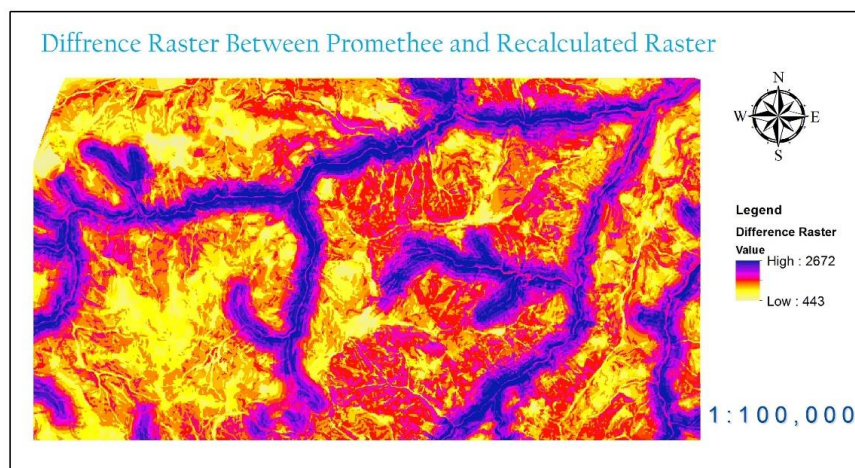 Diffrence Raster Between Promethee and Recalculated Raster
N
W E
S
Legend
Difference Raster
Value
High : 2672
Low : 443
1:100,000